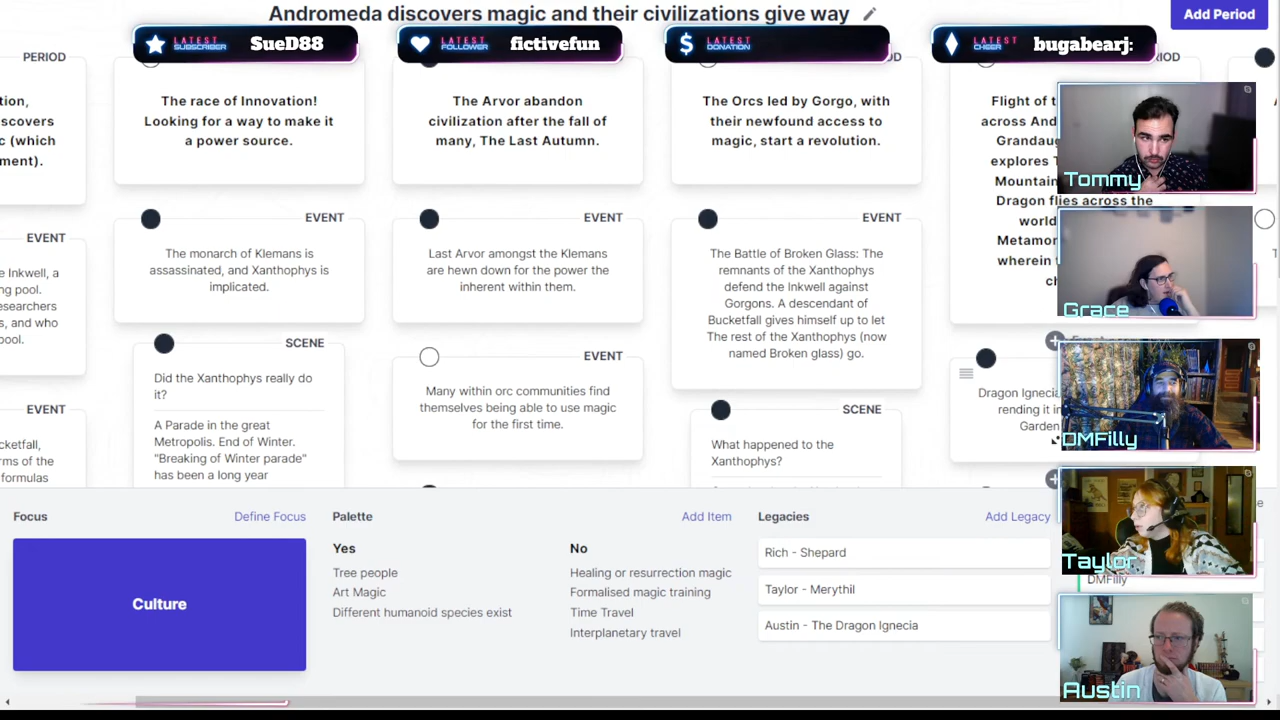 Andromeda discovers magic and their civilizations give way
Add Period
LATEST SUBSCRIBER SueD88
LATEST FOLLOWER fictivefun
LATEST DONATION
LATEST CHEER bugabearj:
PERIOD
tion,
scovers
c (which
ment).
EVENT
e Inkwell, a
ng pool.
esearchers
s, and who
pool.
EVENT
cketfall,
rms of the
formulas
The race of Innovation!
Looking for a way to make it
a power source.
EVENT
The monarch of Klemans is
assassinated, and Xanthophys is
implicated.
SCENE
Did the Xanthophys really do
it?
A Parade in the great
Metropolis. End of Winter.
"Breaking of Winter parade"
has been a long year
The Arvor abandon
civilization after the fall of
many, The Last Autumn.
EVENT
Last Arvor amongst the Klemans
are hewn down for the power the
inherent within them.
EVENT
Many within orc communities find
themselves being able to use magic
for the first time.
OD
The Orcs led by Gorgo, with
their newfound access to
magic, start a revolution.
EVENT
The Battle of Broken Glass: The
remnants of the Xanthophys
defend the Inkwell against
Gorgons. A descendant of
Bucketfall gives himself up to let
The rest of the Xanthophys (now
named Broken glass) go.
SCENE
What happened to the
Xanthophys?
IOD
Flight of t
across And
Grandaug
explores T
Mountain
Dragon flies across the
world
Metamor
wherein t
ch
Dragon Ignecia
rending it in
Garden
Tommy
Grace
DMFilly
Taylor
DMFilly
Austin
Focus
Define Focus
Culture
Palette
Add Item
Yes
Tree people
Art Magic
Different humanoid species exist
No
Healing or resurrection magic
Formalised magic training
Time Travel
Interplanetary travel
Legacies
Add Legacy
Rich - Shepard
Taylor - Merythil
Austin - The Dragon Ignecia